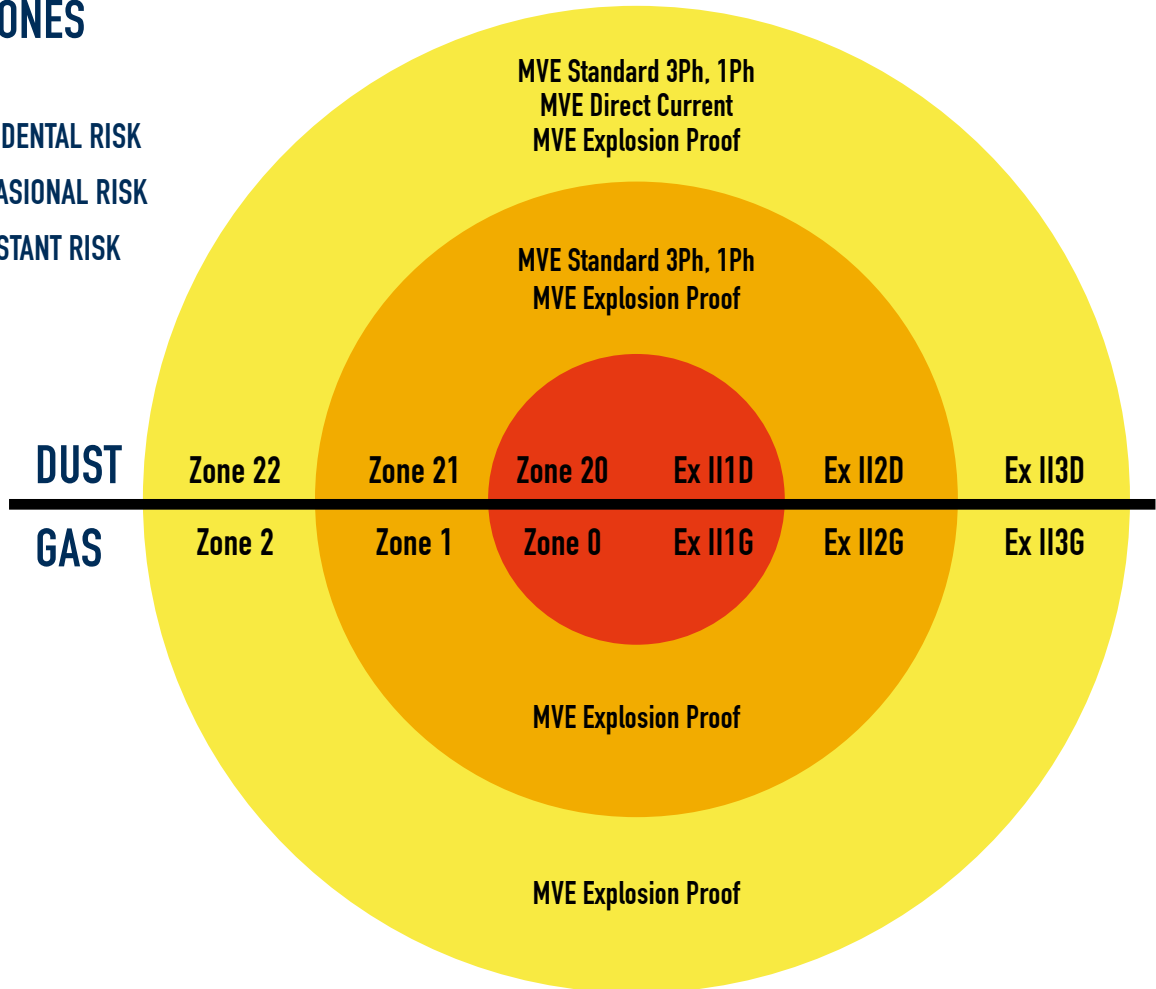 ONES
DENTAL RISK
ASIONAL RISK
STANT RISK
MVE Standard 3Ph, 1Ph
MVE Direct Current
MVE Explosion Proof
MVE Standard 3Ph, 1Ph
MVE Explosion Proof
DUST Zone 22 Zone 21 Zone 20 Ex II1D Ex II2D Ex II3D
GAS Zone 2 Zone 1 Zone 0 Ex II1G Ex II2G Ex II3G
MVE Explosion Proof
MVE Explosion Proof